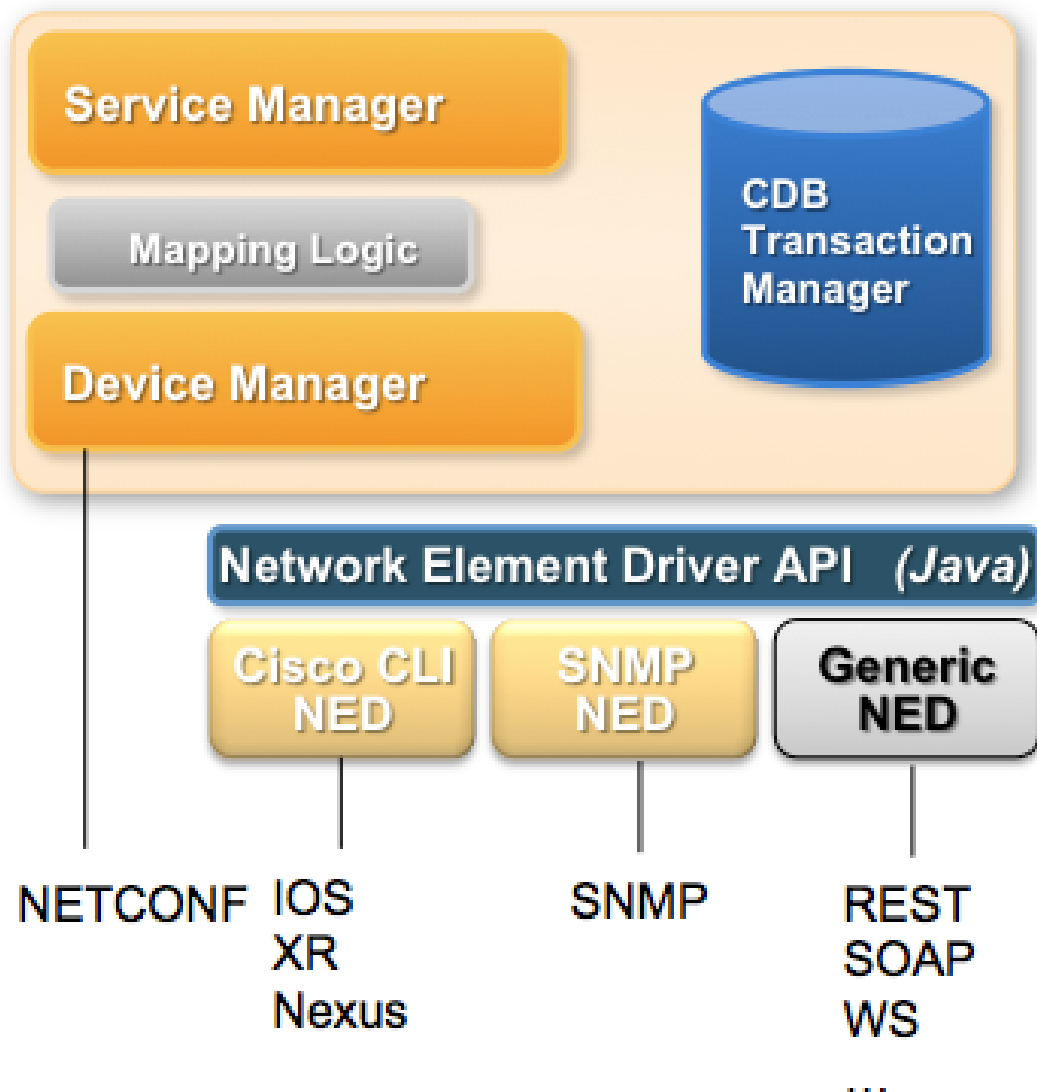 Service Manager
CDB
Transaction
Manager
Mapping Logic
Device Manager
Network Element Driver API (Java)
Cisco CLI
NED
SNMP
NED
Generic
NED
NETCONF
IOS
XR
Nexus
SNMP
REST
SOAP
WS
...